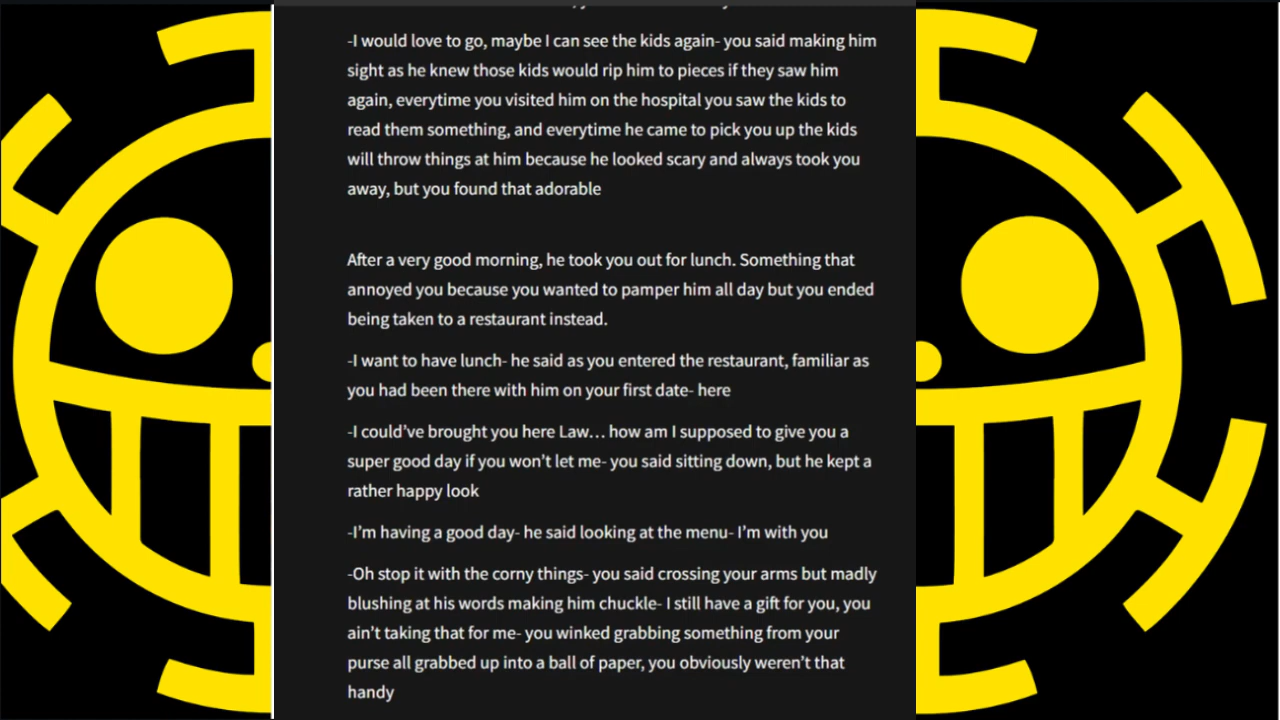 -I would love to go, maybe I can see the kids again- you said making him
sight as he knew those kids would rip him to pieces if they saw him
again, everytime you visited him on the hospital you saw the kids to
read them something, and everytime he came to pick you up the kids
will throw things at him because he looked scary and always took you
away, but you found that adorable
After a very good morning, he took you out for lunch. Something that
annoyed you because you wanted to pamper him all day but you ended
being taken to a restaurant instead.
-I want to have lunch- he said as you entered the restaurant, familiar as
you had been there with him on your first date- here
-I could’ve brought you here Law… how am I supposed to give you a
super good day if you won’t let me- you said sitting down, but he kept a
rather happy look
-I’m having a good day- he said looking at the menu- I’m with you
-Oh stop it with the corny things- you said crossing your arms but madly
blushing at his words making him chuckle- I still have a gift for you, you
ain’t taking that for me- you winked grabbing something from your
purse all grabbed up into a ball of paper, you obviously weren’t that
handy